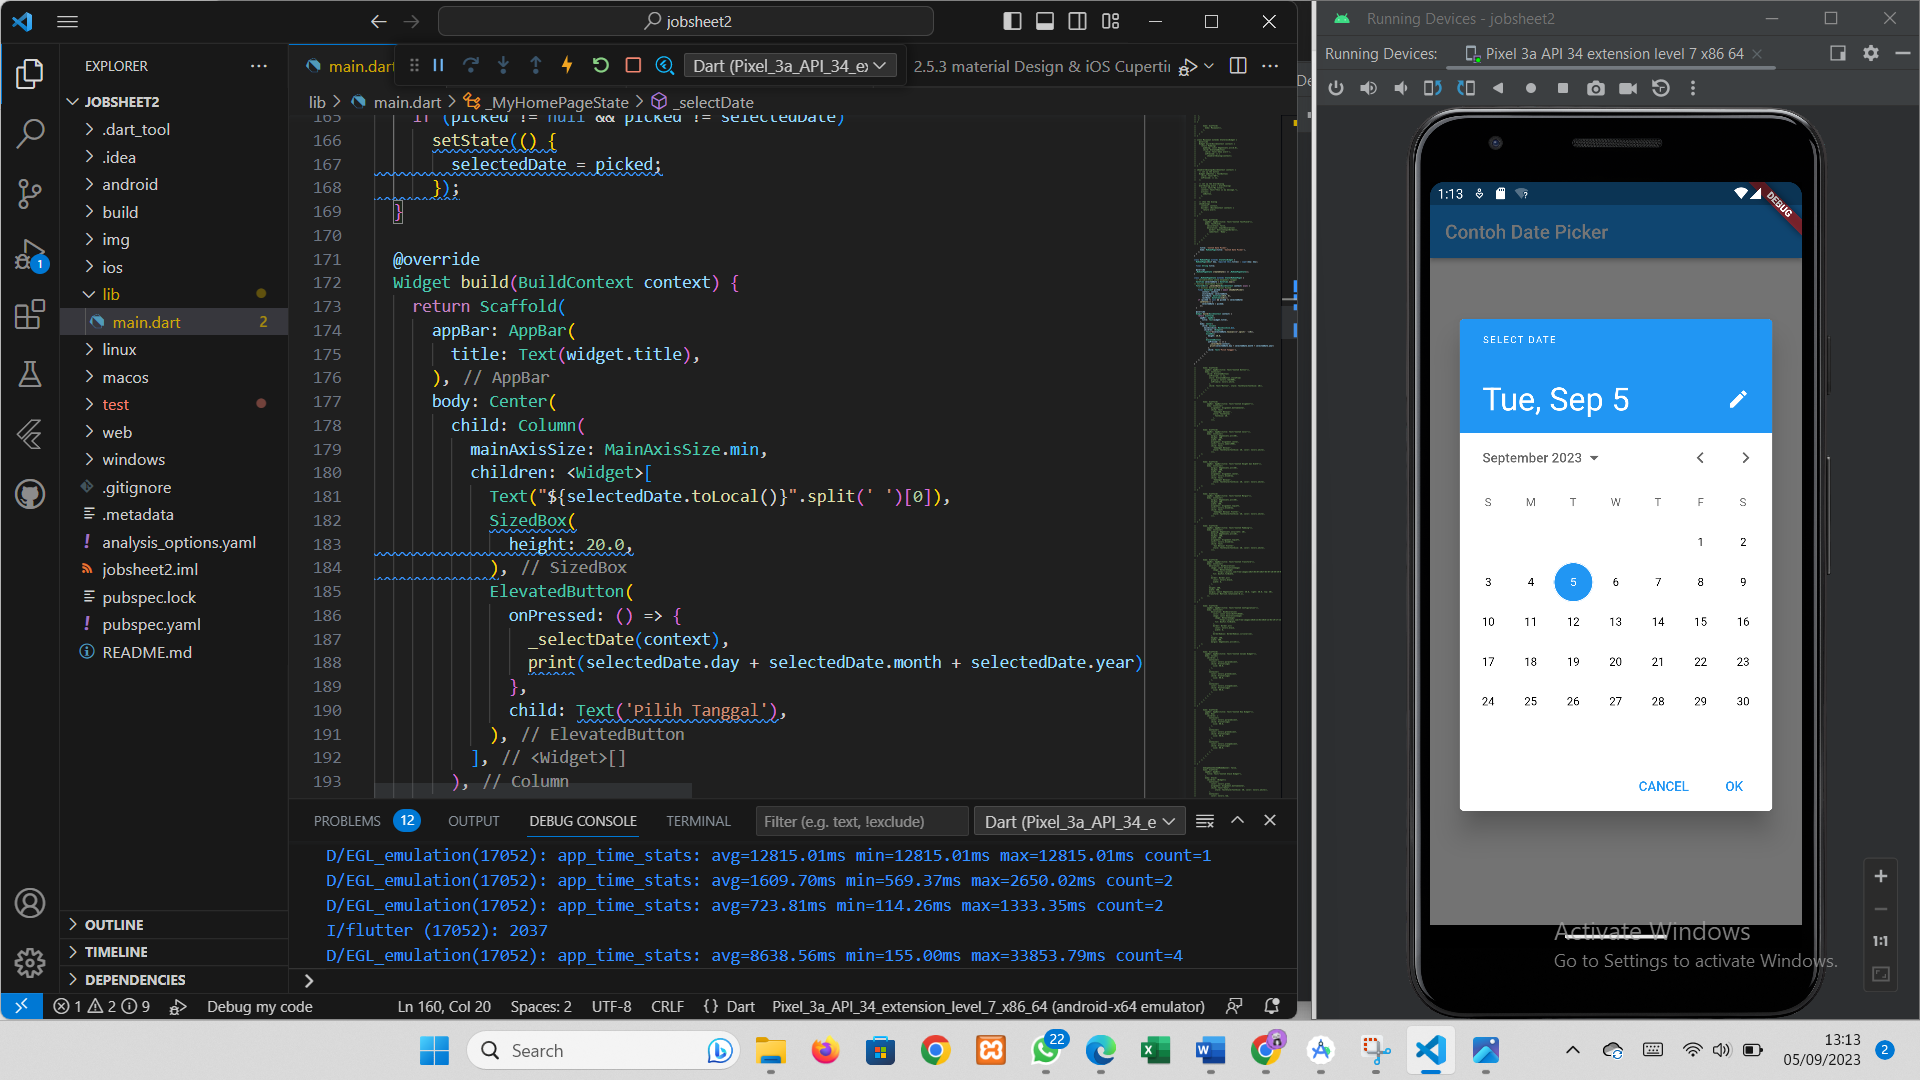 jobsheet2
EXPLORER
JOBSHEET2
.dart_tool
.idea
android
build
img
ios
lib
main.dart 2
linux
macos
test
web
windows
.gitignore
.metadata
analysis_options.yaml
jobsheet2.iml
pubspec.lock
pubspec.yaml
README.md
OUTLINE
TIMELINE
DEPENDENCIES
1
main.dart
Dart (Pixel_3a_API_34_e
2.5.3 material Design & iOS Cupertin
lib > main.dart > _MyHomePageState > _selectDate
165 if (picked != null && picked != selectedDate)
166 setState(() {
167 selectedDate = picked;
168 });
169 }
170
171 @override
172 Widget build(BuildContext context) {
173 return Scaffold(
174 appBar: AppBar(
175 title: Text(widget.title),
176 ), // AppBar
177 body: Center(
178 child: Column(
179 mainAxisSize: MainAxisSize.min,
180 children: <Widget>[
181 Text("${selectedDate.toLocal()}".split(' ')[0]),
182 SizedBox(
183 height: 20.0,
184 ), // SizedBox
185 ElevatedButton(
186 onPressed: () => {
187 _selectDate(context),
188 print(selectedDate.day + selectedDate.month + selectedDate.year)
189 },
190 child: Text('Pilih Tanggal'),
191 ), // ElevatedButton
192 ], // <Widget>[]
193 ), // Column
PROBLEMS 12 OUTPUT DEBUG CONSOLE TERMINAL Filter (e.g. text, !exclude) Dart (Pixel_3a_API_34_e
D/EGL_emulation(17052): app_time_stats: avg=12815.01ms min=12815.01ms max=12815.01ms count=1
D/EGL_emulation(17052): app_time_stats: avg=1609.70ms min=569.37ms max=2650.02ms count=2
D/EGL_emulation(17052): app_time_stats: avg=723.81ms min=114.26ms max=1333.35ms count=2
I/flutter (17052): 2037
D/EGL_emulation(17052): app_time_stats: avg=8638.56ms min=155.00ms max=33853.79ms count=4
>
1 2 9 Debug my code Ln 160, Col 20 Spaces: 2 UTF-8 CRLF {} Dart Pixel_3a_API_34_extension_level_7_x86_64 (android-x64 emulator)
Running Devices - jobsheet2
Running Devices: Pixel 3a API 34 extension level 7 x86 64
1:13
DEBUG
Contoh Date Picker
SELECT DATE
Tue, Sep 5
September 2023
S M T W T F S
1 2
3 4 5 6 7 8 9
10 11 12 13 14 15 16
17 18 19 20 21 22 23
24 25 26 27 28 29 30
CANCEL OK
1:1
Activate Windows
Go to Settings to activate Windows.
Search
22
13:13
05/09/2023
2